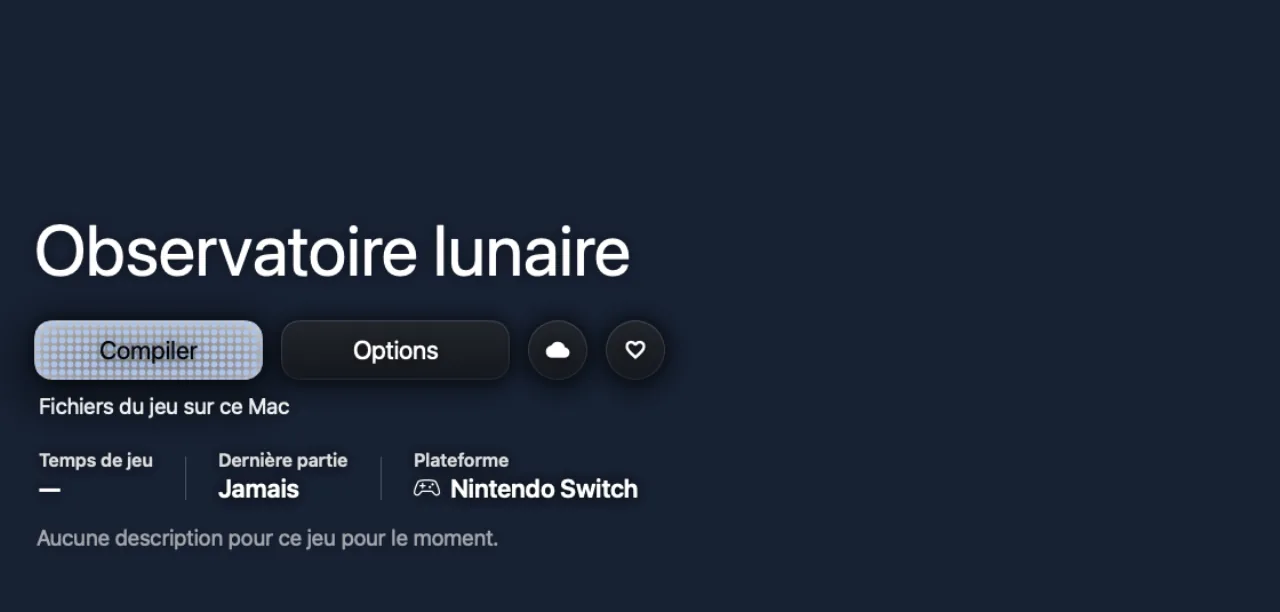 Observatoire lunaire
Compiler
Options
Fichiers du jeu sur ce Mac
Temps de jeu
Dernière partie
Plateforme
—
Jamais
Nintendo Switch
Aucune description pour ce jeu pour le moment.